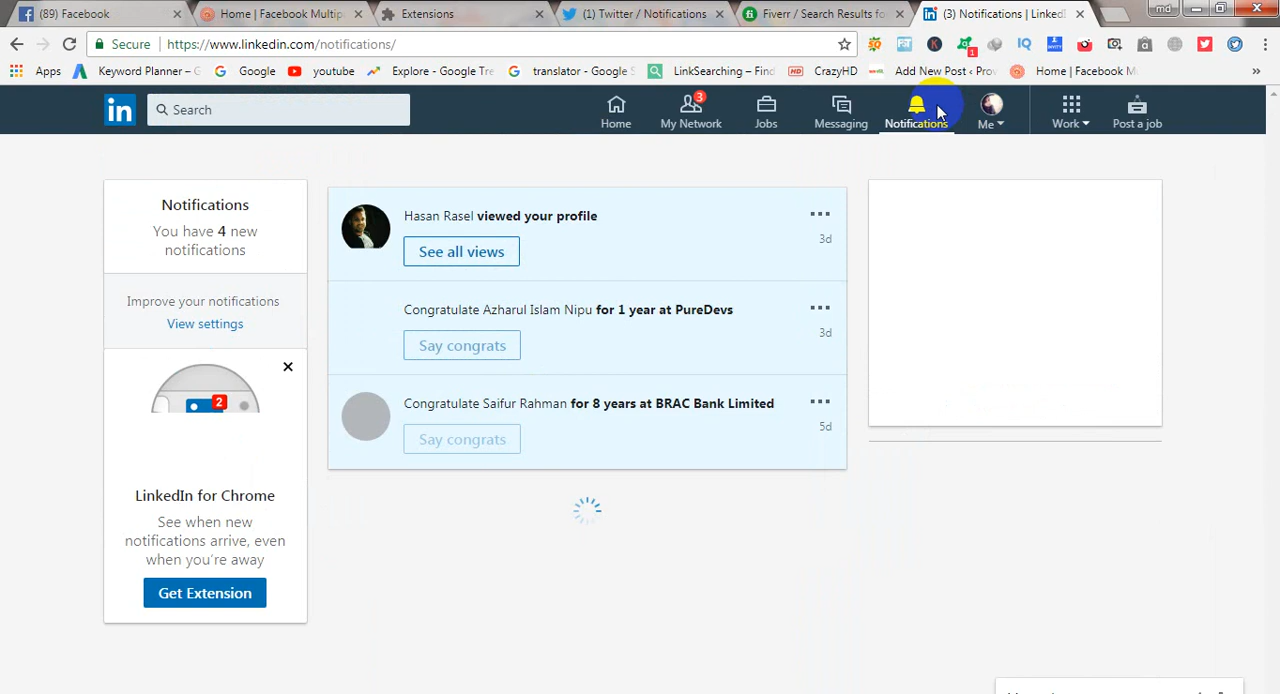 (89) Facebook
Home | Facebook Multip
Extensions
(1) Twitter / Notifications
Fiverr / Search Results fo
(3) Notifications | LinkedI
md
Secure
https://www.linkedin.com/notifications/
Apps
Keyword Planner – G
Google
youtube
Explore - Google Tre
translator - Google S
LinkSearching – Find
CrazyHD
Add New Post ‹ Prov
Home | Facebook M
»
in
Search
Home
3
My Network
Jobs
Messaging
Notifications
Me
Work
Post a job
Notifications
You have 4 new
notifications
Improve your notifications
View settings
2
LinkedIn for Chrome
See when new
notifications arrive, even
when you're away
Get Extension
Hasan Rasel viewed your profile
3d
See all views
Congratulate Azharul Islam Nipu for 1 year at PureDevs
3d
Say congrats
Congratulate Saifur Rahman for 8 years at BRAC Bank Limited
5d
Say congrats